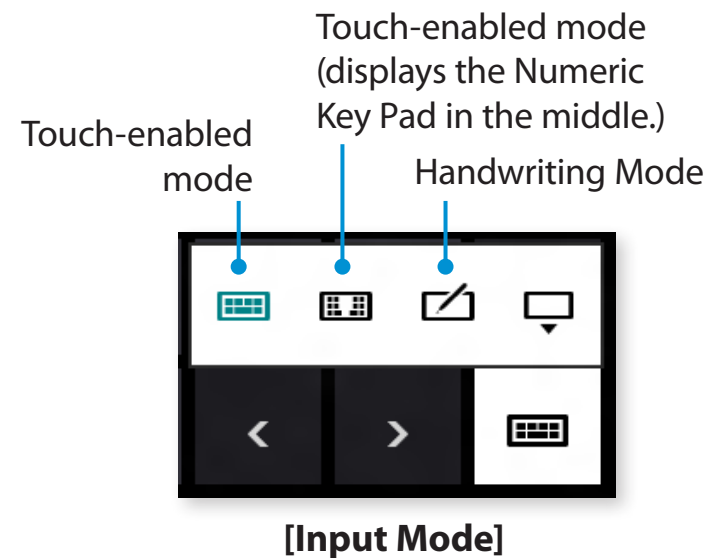 Touch-enabled mode
(displays the Numeric
Key Pad in the middle.)
Touch-enabled
mode
Handwriting Mode
[Input Mode]